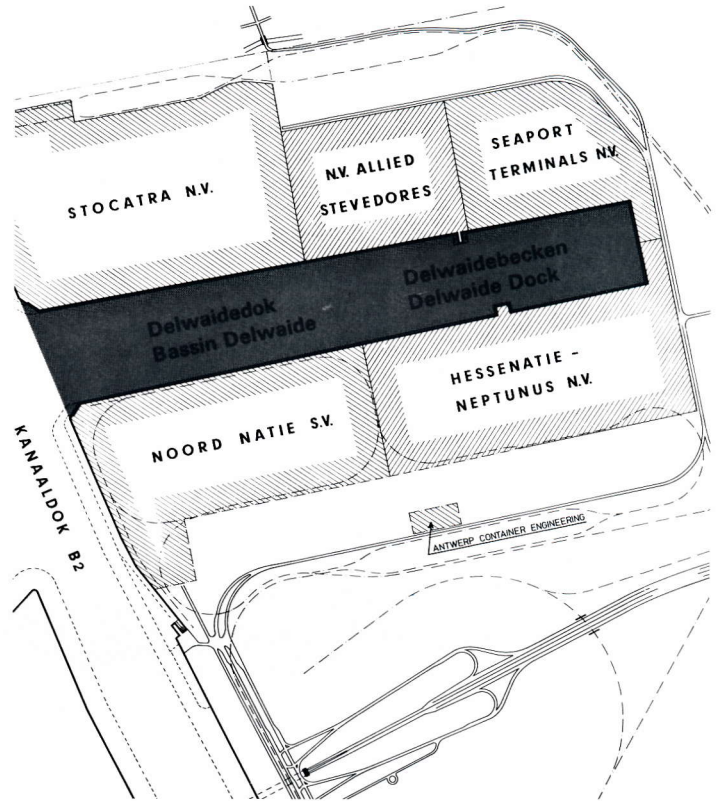 STOCATRA N.V.
N.V. ALLIED
STEVEDORES
SEAPORT
TERMINALS N.V.
Delwaidedok
Bassin Delwaide
Delwaidebecken
Delwaide Dock
HESSENATIE -
NEPTUNUS N.V.
NOORD NATIE S.V.
KANAALDOK B2
ANTWERP CONTAINER ENGINEERING